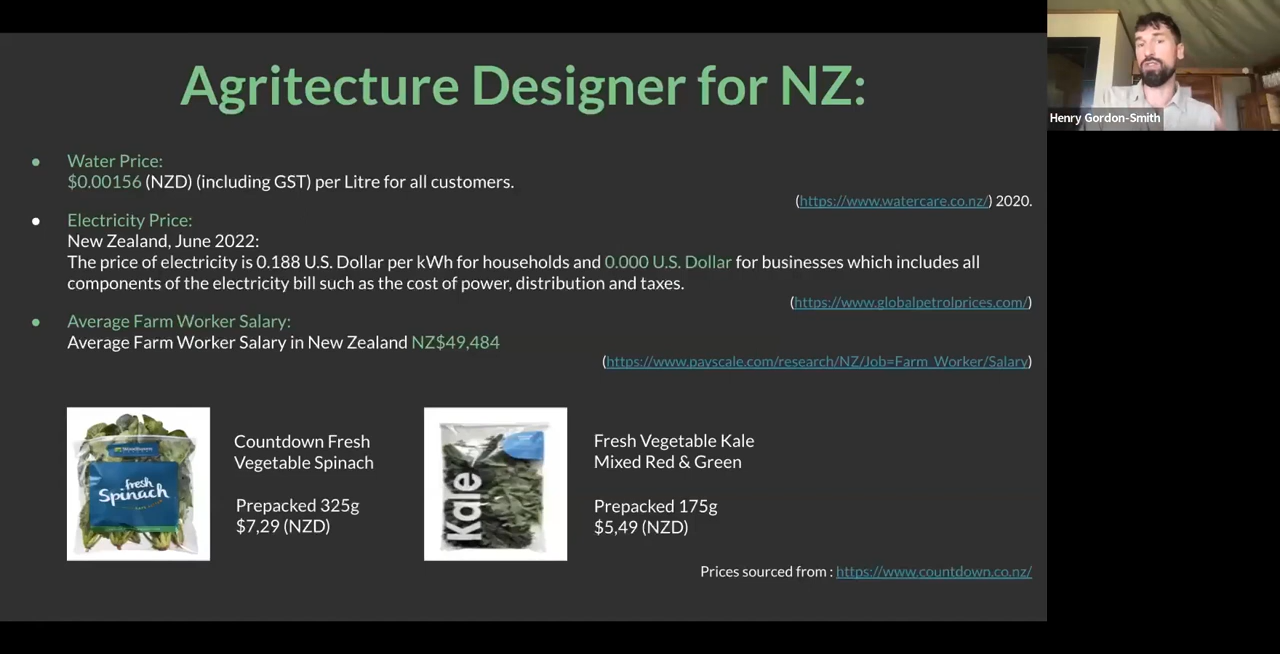 Agritecture Designer for NZ:
Henry Gordon-Smith
Water Price:
$0.00156 (NZD) (including GST) per Litre for all customers.
(https://www.watercare.co.nz/) 2020.
Electricity Price:
New Zealand, June 2022:
The price of electricity is 0.188 U.S. Dollar per kWh for households and 0.000 U.S. Dollar for businesses which includes all
components of the electricity bill such as the cost of power, distribution and taxes.
(https://www.globalpetrolprices.com/)
Average Farm Worker Salary:
Average Farm Worker Salary in New Zealand NZ$49,484
(https://www.payscale.com/research/NZ/Job=Farm_Worker/Salary)
fresh
Spinach
Countdown Fresh
Vegetable Spinach
Prepacked 325g
$7,29 (NZD)
Kale
Fresh Vegetable Kale
Mixed Red & Green
Prepacked 175g
$5,49 (NZD)
Prices sourced from : https://www.countdown.co.nz/